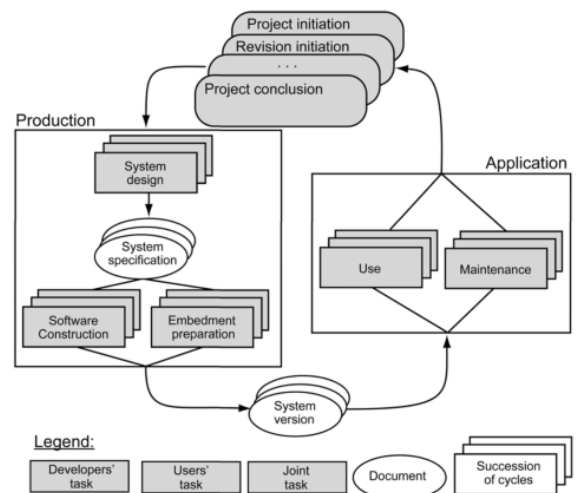 Project initiation
Revision initiation
. . .
Project conclusion
Production
System
design
System
specification
Software
Construction
Embedment
preparation
Application
Use
Maintenance
System
version
Legend:
Developers'
task
Users'
task
Joint
task
Document
Succession
of cycles